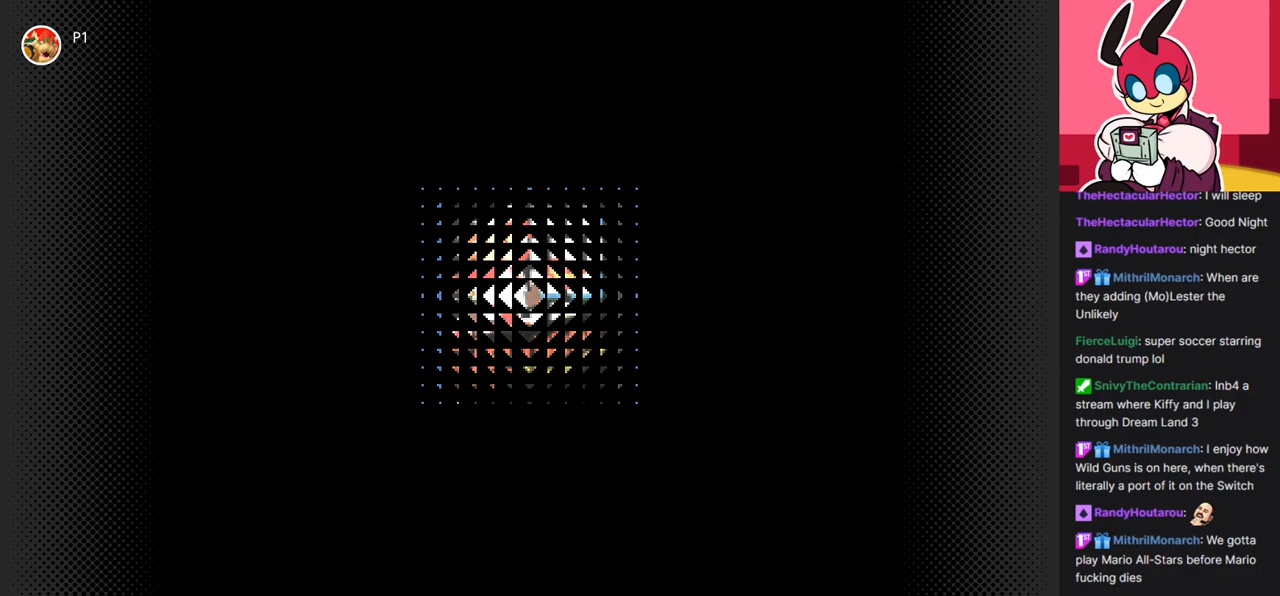 P1
TheHectacularHector: I will sleep
TheHectacularHector: Good Night
RandyHoutarou: night hector
MithrilMonarch: When are
they adding (Mo)Lester the
Unlikely
FierceLuigi: super soccer starring
donald trump lol
SnivyTheContrarian: Inb4 a
stream where Kiffy and I play
through Dream Land 3
1ST
MithrilMonarch: I enjoy how
Wild Guns is on here, when there's
literally a port of it on the Switch
RandyHoutarou:
1ST
MithrilMonarch: We gotta
play Mario All-Stars before Mario
fucking dies